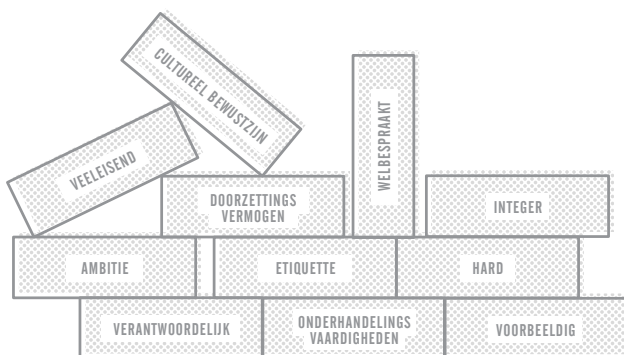 CULTUREEL BEWUSTZIJN
VEELEISEND
WELBESPRAAKT
DOORZETTINGS
VERMOGEN
INTEGER
AMBITIE
ETIQUETTE
HARD
VERANTWOORDELIJK
ONDERHANDELINGS
VAARDIGHEDEN
VOORBEELDIG